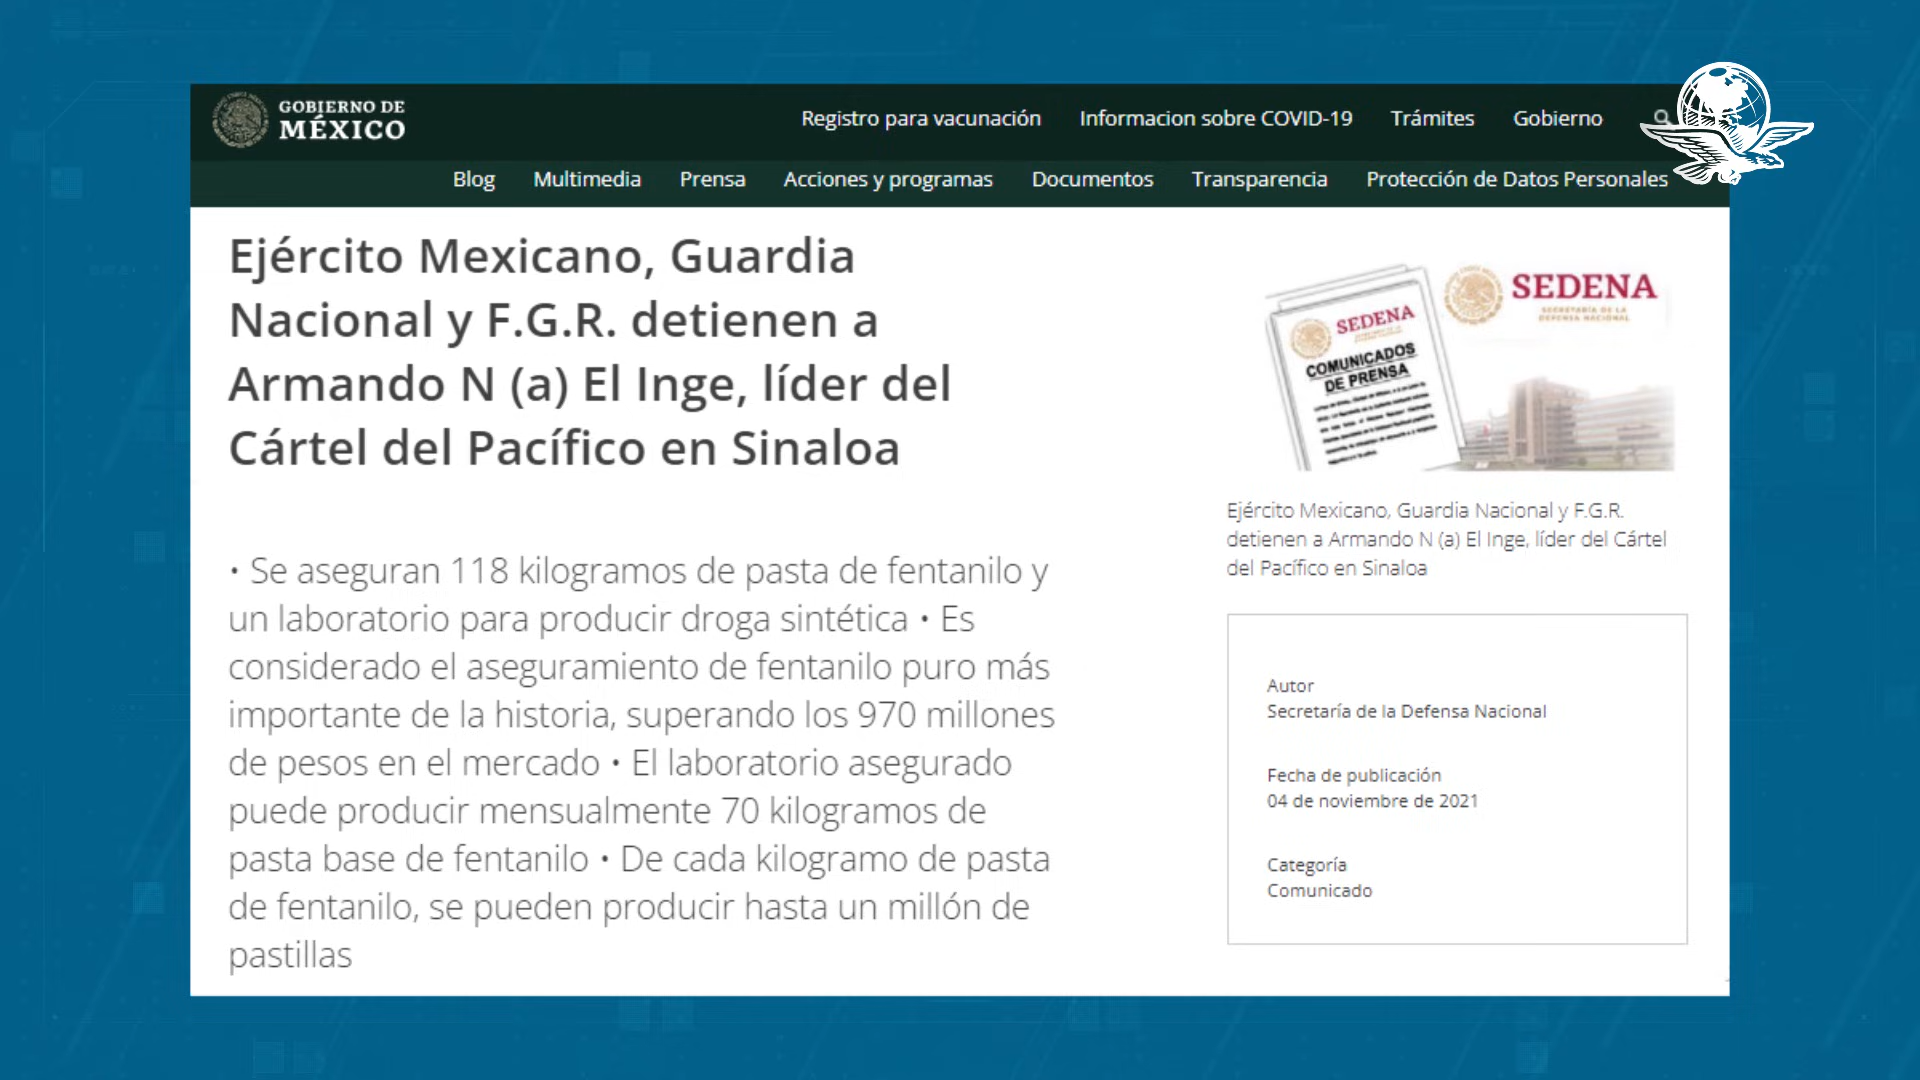 GOBIERNO DE
MÉXICO
Registro para vacunación
Informacion sobre COVID-19
Trámites
Gobierno
Blog
Multimedia
Prensa
Acciones y programas
Documentos
Transparencia
Protección de Datos Personales
Ejército Mexicano, Guardia
Nacional y F.G.R. detienen a
Armando N (a) El Inge, líder del
Cártel del Pacífico en Sinaloa
• Se aseguran 118 kilogramos de pasta de fentanilo y
un laboratorio para producir droga sintética • Es
considerado el aseguramiento de fentanilo puro más
importante de la historia, superando los 970 millones
de pesos en el mercado • El laboratorio asegurado
puede producir mensualmente 70 kilogramos de
pasta base de fentanilo • De cada kilogramo de pasta
de fentanilo, se pueden producir hasta un millón de
pastillas
SEDENA
SECRETARÍA DE LA
DEFENSA NACIONAL
SEDENA
COMUNICADOS
DE PRENSA
Ejército Mexicano, Guardia Nacional y F.G.R.
detienen a Armando N (a) El Inge, líder del Cártel
del Pacífico en Sinaloa
Autor
Secretaría de la Defensa Nacional
Fecha de publicación
04 de noviembre de 2021
Categoría
Comunicado